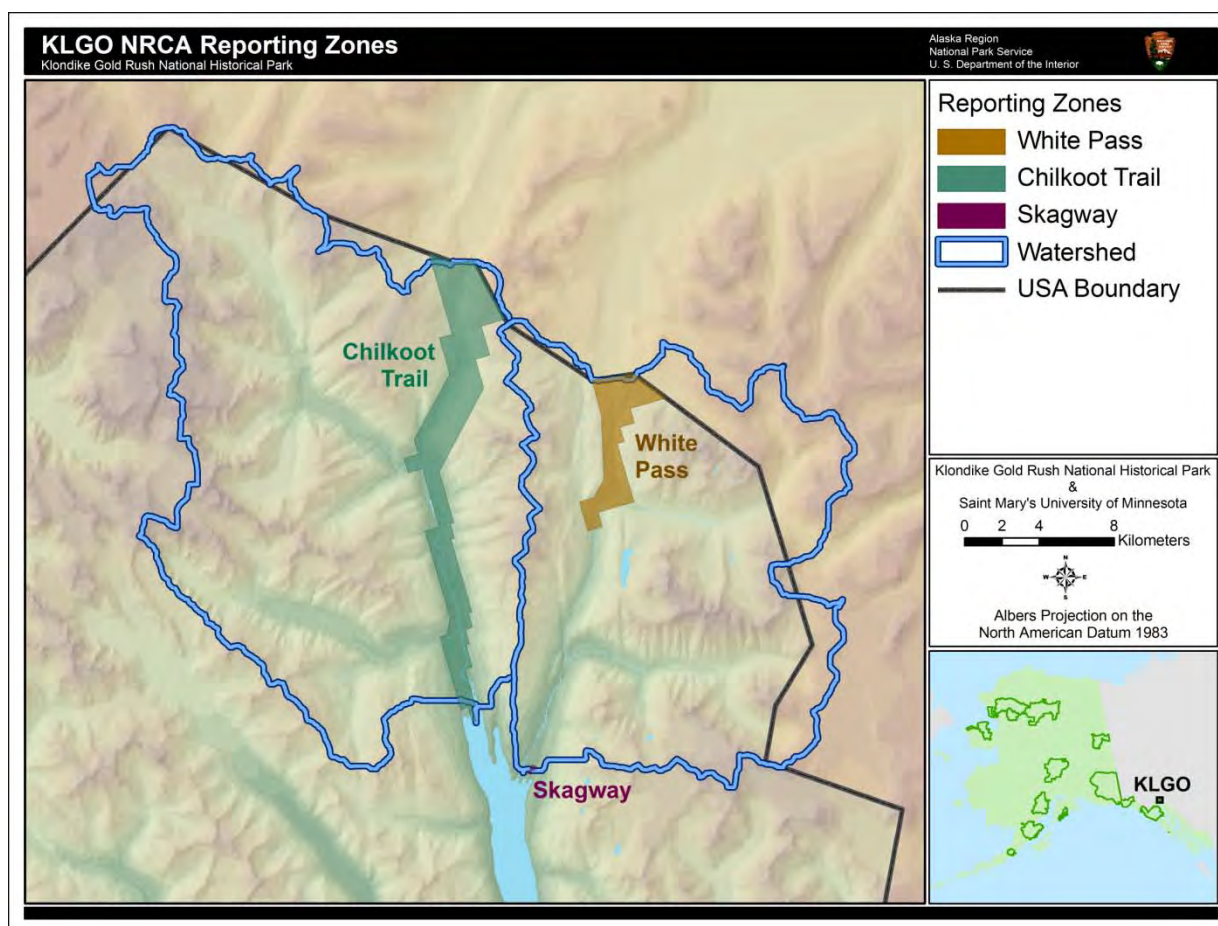 KLGO NRCA Reporting Zones
Klondike Gold Rush National Historical Park
Alaska Region
National Park Service
U. S. Department of the Interior
Reporting Zones
White Pass
Chilkoot Trail
Skagway
Watershed
USA Boundary
Chilkoot
Trail
White
Pass
Skagway
Klondike Gold Rush National Historical Park
&
Saint Mary's University of Minnesota
0 2 4 8
Kilometers
N
W E
S
Albers Projection on the
North American Datum 1983
KLGO